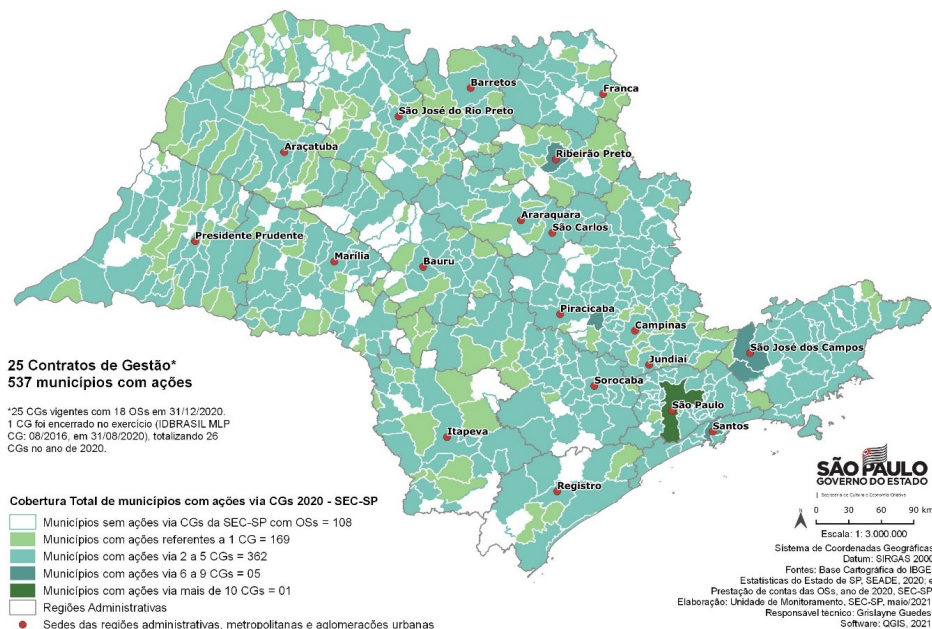 Barretos
Franca
São José do Rio Preto
Ribeirão Preto
Araçatuba
Araraquara
São Carlos
Presidente Prudente
Marília
Bauru
Piracicaba
Campinas
São José dos Campos
Jundiaí
Sorocaba
São Paulo
Santos
Itapeva
Registro
25 Contratos de Gestão*
537 municípios com ações
*25 CGs vigentes com 18 OSs em 31/12/2020.
1 CG foi encerrado no exercício (IDBRASIL MLP
CG: 08/2016, em 31/08/2020), totalizando 26
CGs no ano de 2020.
Cobertura Total de municípios com ações via CGs 2020 - SEC-SP
Municípios sem ações via CGs da SEC-SP com OSs = 108
Municípios com ações referentes a 1 CG = 169
Municípios com ações via 2 a 5 CGs = 362
Municípios com ações via 6 a 9 CGs = 05
Municípios com ações via mais de 10 CGs = 01
Regiões Administrativas
Sedes das regiões administrativas, metropolitanas e aglomerações urbanas
SÃO PAULO
GOVERNO DO ESTADO
Secretaria de Cultura e Economia Criativa
N
0 30 60 90 km
Escala: 1: 3.000.000
Sistema de Coordenadas Geográficas
Datum: SIRGAS 2000
Fontes: Base Cartográfica do IBGE;
Estatísticas do Estado de SP, SEADE, 2020; e
Prestação de contas das OSs, ano de 2020, SEC-SP.
Elaboração: Unidade de Monitoramento, SEC-SP, maio/2021
Responsável técnico: Grislayne Guedes
Software: QGIS, 2021